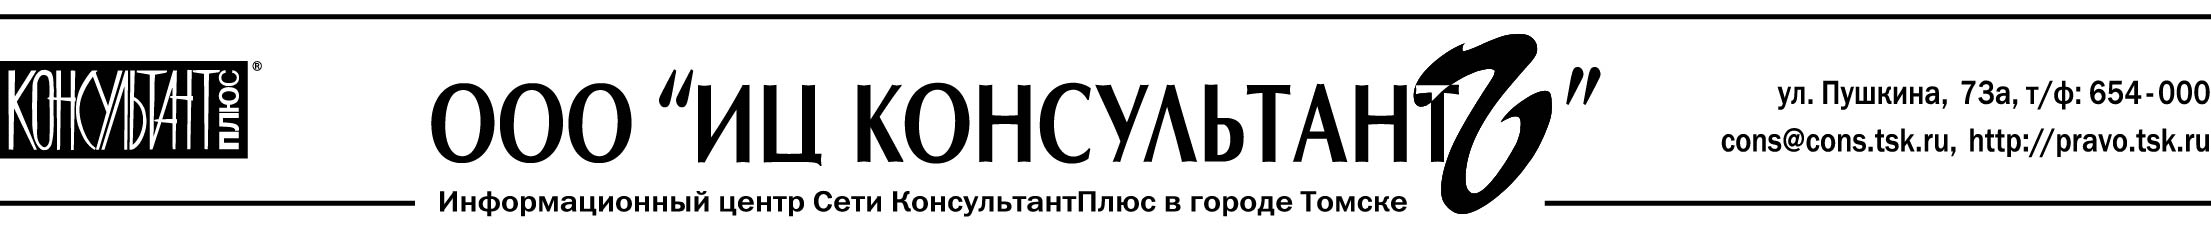 КОНСУЛЬТАНТ ПЛЮС ®
ООО “ИЦ КОНСУЛЬТАНТЪ”
Информационный центр Сети КонсультантПлюс в городе Томске
ул. Пушкина, 73а, т/ф: 654-000
cons@cons.tsk.ru, http://pravo.tsk.ru